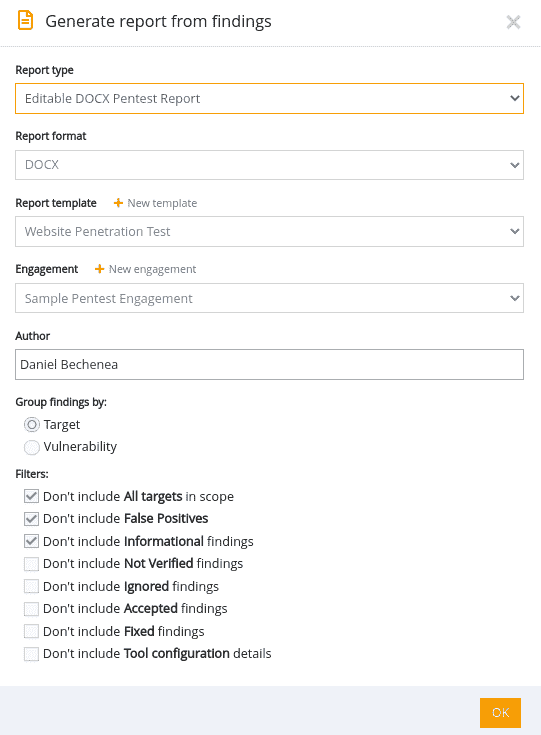 Generate report from findings
Report type
Editable DOCX Pentest Report
Report format
DOCX
Report template + New template
Website Penetration Test
Engagement + New engagement
Sample Pentest Engagement
Author
Daniel Bechenea
Group findings by:
Target
Vulnerability
Filters:
Don't include All targets in scope
Don't include False Positives
Don't include Informational findings
Don't include Not Verified findings
Don't include Ignored findings
Don't include Accepted findings
Don't include Fixed findings
Don't include Tool configuration details
OK